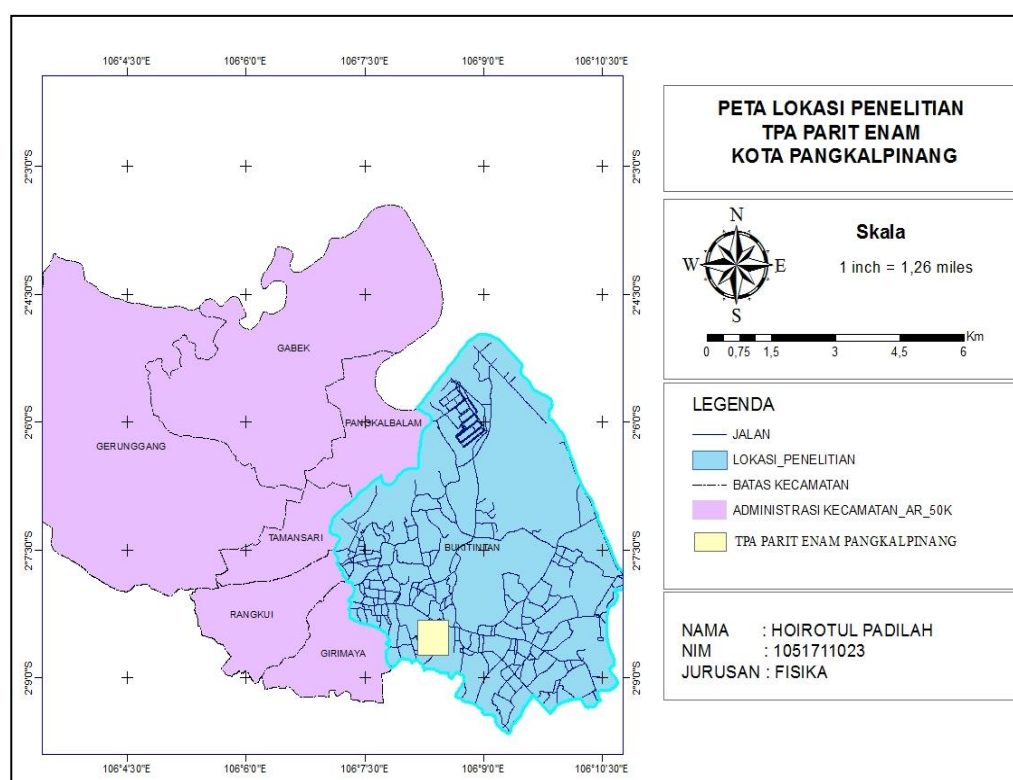 106°4'30"E 106°6'0"E 106°7'30"E 106°9'0"E 106°10'30"E
2°3'0"S 2°3'0"S
2°4'30"S 2°4'30"S
2°6'0"S 2°6'0"S
2°7'30"S 2°7'30"S
2°9'0"S 2°9'0"S
GABEK
PANGKALBALAM
GERUNGGANG
TAMANSARI
BUKITINTAN
RANGKUI
GIRIMAYA
106°4'30"E 106°6'0"E 106°7'30"E 106°9'0"E 106°10'30"E
PETA LOKASI PENELITIAN
TPA PARIT ENAM
KOTA PANGKALPINANG
N
W E
S
Skala
1 inch = 1,26 miles
Km
0 0,75 1,5 3 4,5 6
LEGENDA
JALAN
LOKASI_PENELITIAN
BATAS KECAMATAN
ADMINISTRASI KECAMATAN_AR_50K
TPA PARIT ENAM PANGKALPINANG
NAMA : HOIROTUL PADILAH
NIM : 1051711023
JURUSAN : FISIKA